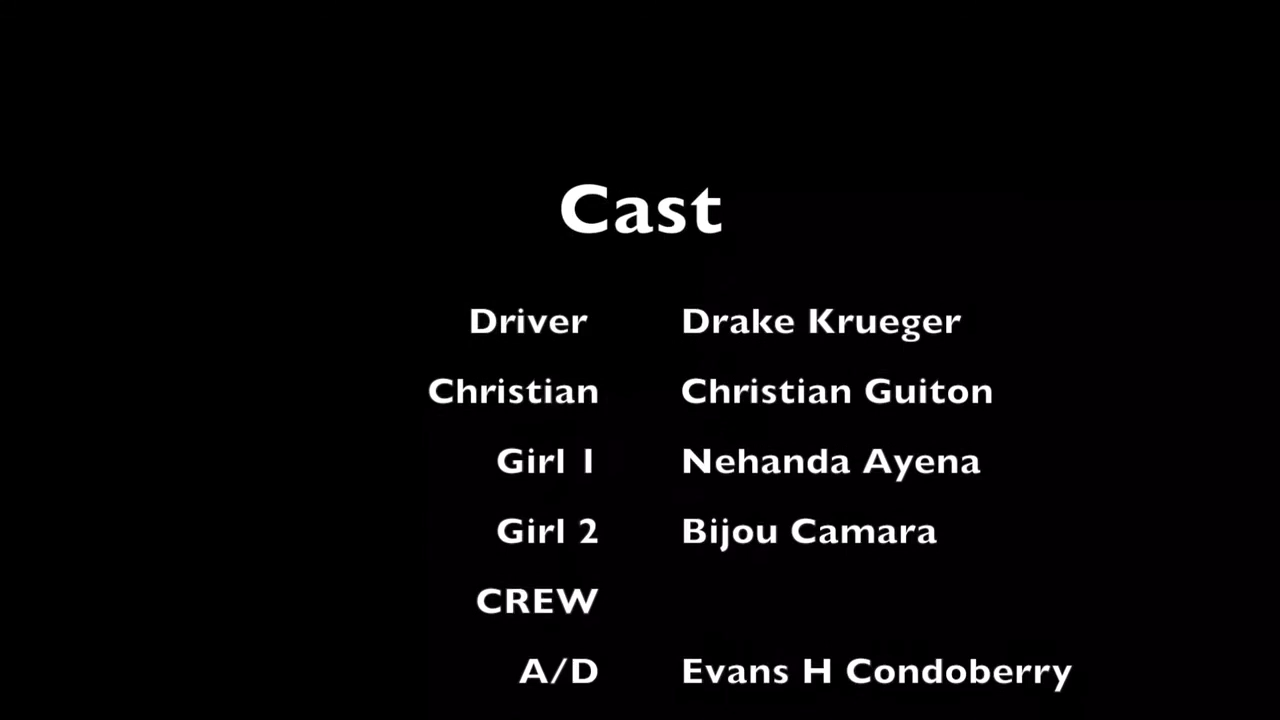 Cast
Driver Drake Krueger
Christian Christian Guiton
Girl 1 Nehanda Ayena
Girl 2 Bijou Camara
CREW
A/D Evans H Condoberry